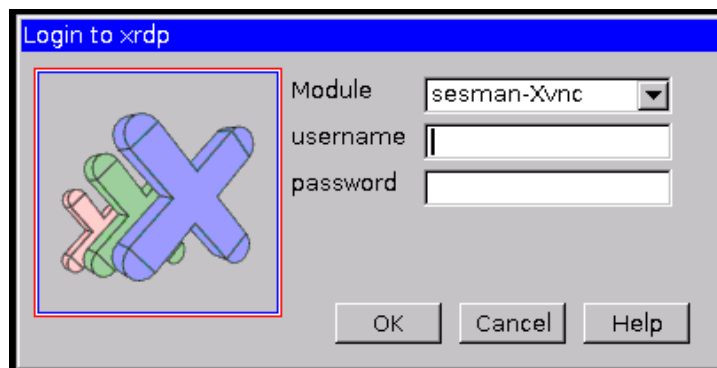 Login to xrdp
Module
sesman-Xvnc
username
password
OK
Cancel
Help